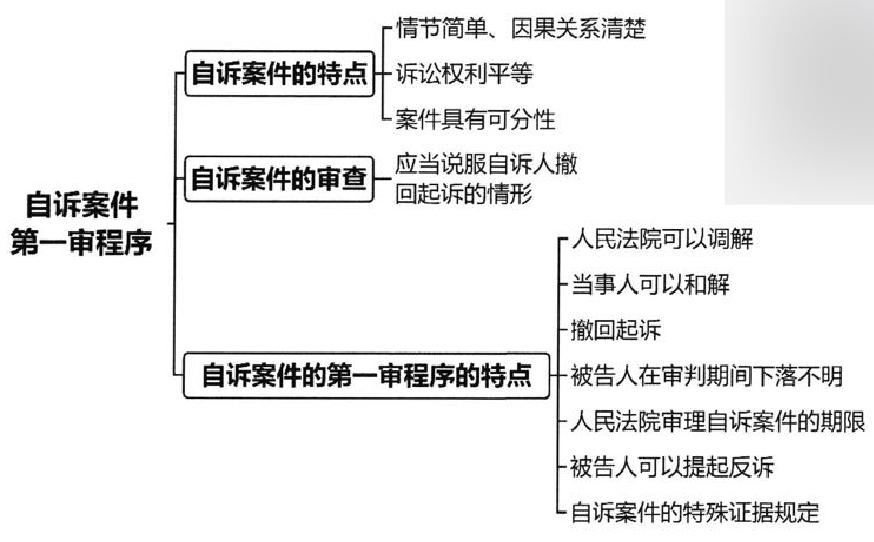 自诉案件
第一审程序
自诉案件的特点
情节简单、因果关系清楚
诉讼权利平等
案件具有可分性
自诉案件的审查
应当说服自诉人撤
回起诉的情形
自诉案件的第一审程序的特点
人民法院可以调解
当事人可以和解
撤回起诉
被告人在审判期间下落不明
人民法院审理自诉案件的期限
被告人可以提起反诉
自诉案件的特殊证据规定